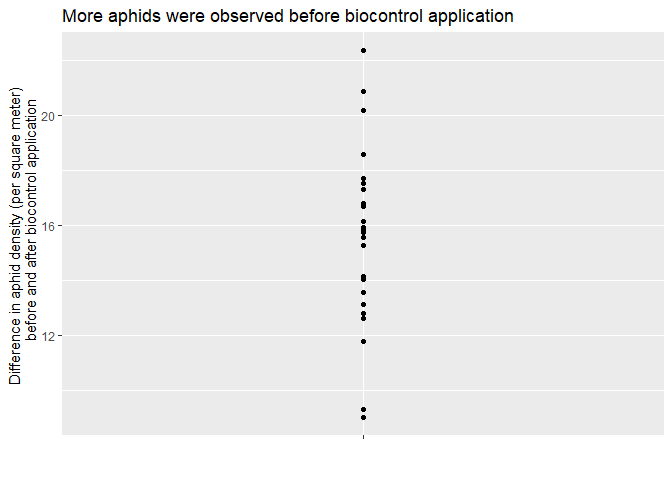 More aphids were observed before biocontrol application
Difference in aphid density (per square meter)
before and after biocontrol application
20
16
12